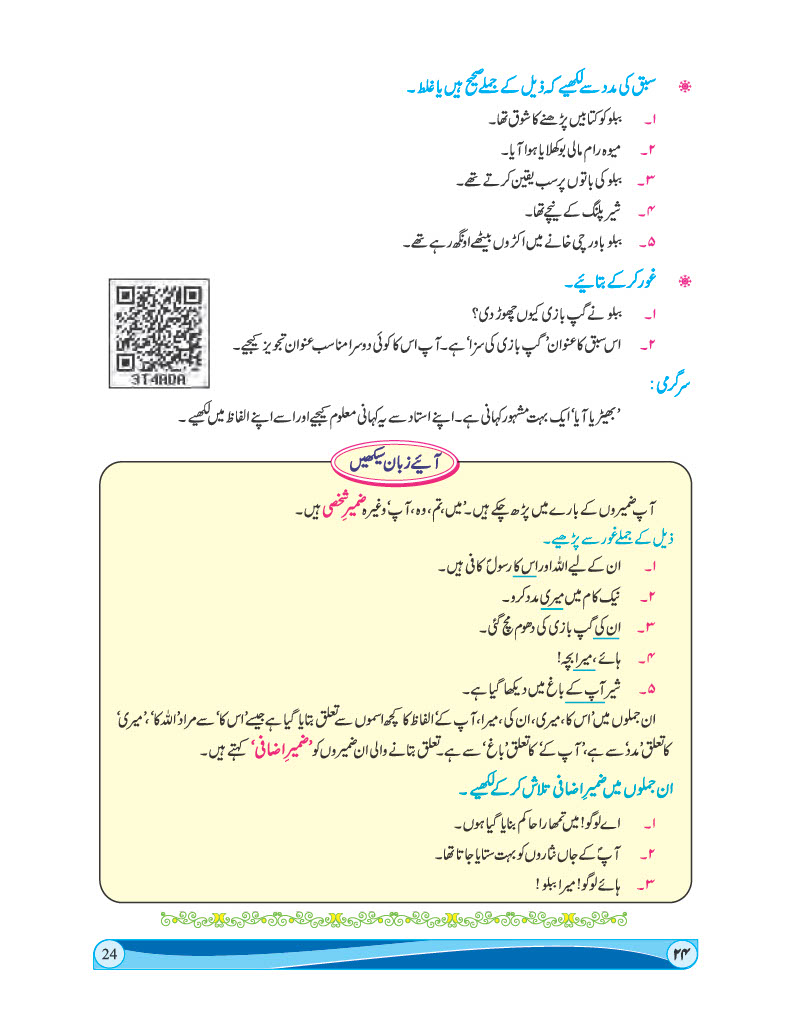 سبق کی مدد سے لکھیے کہ ذیل کے جملے صحیح ہیں یا غلط ۔
۱۔ ببلو کو کتابیں پڑھنے کا شوق تھا۔
۲۔ میوہ رام مالی بوکھلایا ہوا آیا۔
۳۔ ببلو کی باتوں پر سب یقین کرتے تھے۔
۴۔ شیر پلنگ کے نیچے تھا۔
۵۔ ببلو باورچی خانے میں اکڑوں بیٹھے اونگھ رہے تھے۔
غور کر کے بتائیے۔
۱۔ ببلو نے گپ بازی کیوں چھوڑ دی؟
۲۔ اس سبق کا عنوان 'گپ بازی کی سزا' ہے۔ آپ اس کا کوئی دوسرا مناسب عنوان تجویز کیجیے۔
3T4ADA
سرگرمی :
'بھیڑیا آیا' ایک بہت مشہور کہانی ہے۔ اپنے استاد سے یہ کہانی معلوم کیجیے اور اسے اپنے الفاظ میں لکھیے ۔
آئیے زبان سیکھیں
آپ ضمیروں کے بارے میں پڑھ چکے ہیں۔ 'میں، تم، وہ، آپ' وغیرہ ضمیرِ شخصی ہیں۔
ذیل کے جملے غور سے پڑھیے۔
۱۔ ان کے لیے اللہ اور اس کا رسولؐ کافی ہیں۔
۲۔ نیک کام میں میری مدد کرو۔
۳۔ ان کی گپ بازی کی دھوم مچ گئی۔
۴۔ ہائے، میرا بچہ!
۵۔ شیر آپ کے باغ میں دیکھا گیا ہے۔
ان جملوں میں 'اس کا، میری، ان کی، میرا، آپ کے' الفاظ کا کچھ اسموں سے تعلق بتایا گیا ہے جیسے 'اس کا' سے مراد 'اللہ کا'، 'میری'
کا تعلق 'مدد' سے ہے، 'آپ کے' کا تعلق 'باغ' سے ہے۔ تعلق بتانے والی ان ضمیروں کو 'ضمیرِ اضافی' کہتے ہیں۔
ان جملوں میں ضمیرِ اضافی تلاش کر کے لکھیے ۔
۱۔ اے لوگو! میں تمھارا حاکم بنایا گیا ہوں۔
۲۔ آپؐ کے جاں نثاروں کو بہت ستایا جاتا تھا۔
۳۔ ہائے لوگو! میرا ببلو !
24
۲۴